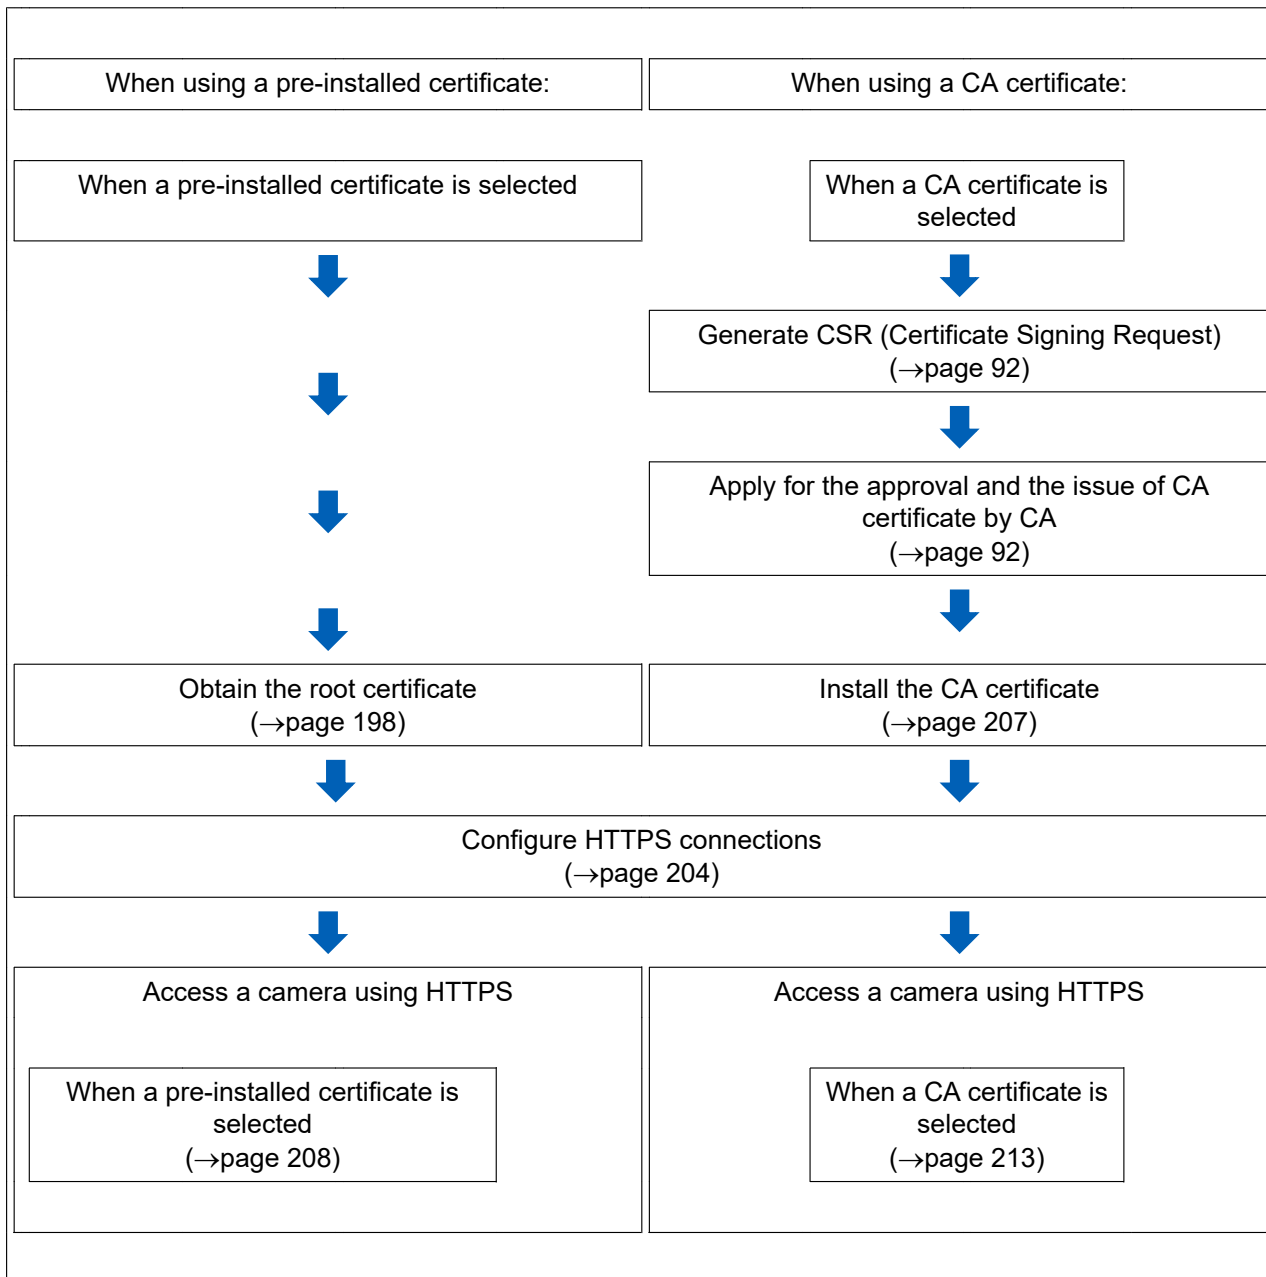 When using a pre-installed certificate:
When using a CA certificate:
When a pre-installed certificate is selected
When a CA certificate is
selected
Generate CSR (Certificate Signing Request)
(→page 92)
Apply for the approval and the issue of CA
certificate by CA
(→page 92)
Obtain the root certificate
(→page 198)
Install the CA certificate
(→page 207)
Configure HTTPS connections
(→page 204)
Access a camera using HTTPS
When a pre-installed certificate is
selected
(→page 208)
Access a camera using HTTPS
When a CA certificate is
selected
(→page 213)